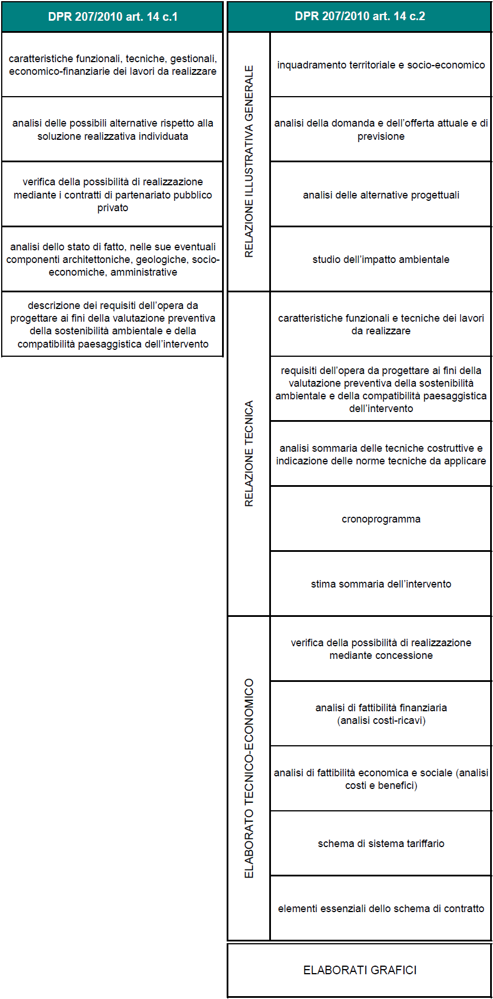 DPR 207/2010 art. 14 c.1
caratteristiche funzionali, tecniche, gestionali,
economico-finanziarie dei lavori da realizzare
analisi delle possibili alternative rispetto alla
soluzione realizzativa individuata
verifica della possibilità di realizzazione
mediante i contratti di partenariato pubblico
privato
analisi dello stato di fatto, nelle sue eventuali
componenti architettoniche, geologiche, socio-
economiche, amministrative
descrizione dei requisiti dell'opera da
progettare ai fini della valutazione preventiva
della sostenibilità ambientale e della
compatibilità paesaggistica dell'intervento
DPR 207/2010 art. 14 c.2
RELAZIONE ILLUSTRATIVA GENERALE
inquadramento territoriale e socio-economico
analisi della domanda e dell'offerta attuale e di
previsione
analisi delle alternative progettuali
studio dell'impatto ambientale
RELAZIONE TECNICA
caratteristiche funzionali e tecniche dei lavori
da realizzare
requisiti dell'opera da progettare ai fini della
valutazione preventiva della sostenibilità
ambientale e della compatibilità paesaggistica
dell'intervento
analisi sommaria delle tecniche costruttive e
indicazione delle norme tecniche da applicare
cronoprogramma
stima sommaria dell'intervento
ELABORATO TECNICO-ECONOMICO
verifica della possibilità di realizzazione
mediante concessione
analisi di fattibilità finanziaria
(analisi costi-ricavi)
analisi di fattibilità economica e sociale (analisi
costi e benefici)
schema di sistema tariffario
elementi essenziali dello schema di contratto
ELABORATI GRAFICI